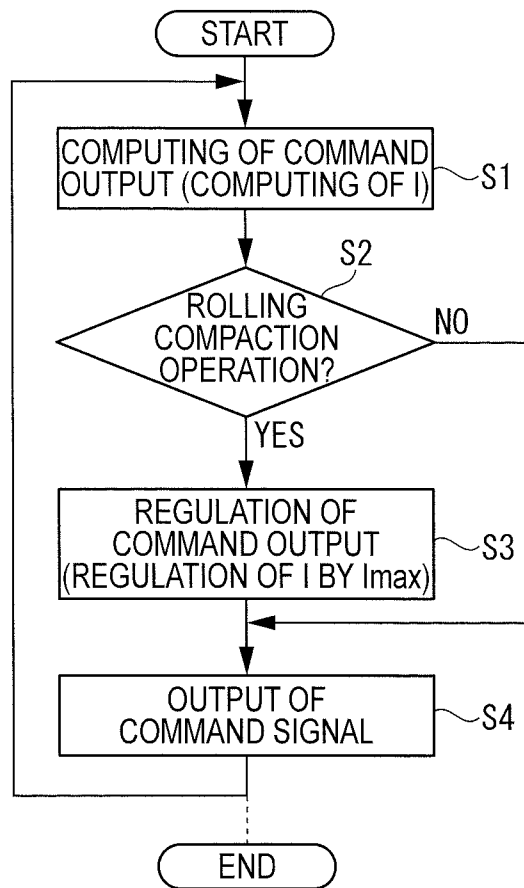 START
COMPUTING OF COMMAND
OUTPUT (COMPUTING OF I)
S1
S2
ROLLING
COMPACTION
OPERATION?
NO
YES
REGULATION OF
COMMAND OUTPUT
(REGULATION OF I BY Imax)
S3
OUTPUT OF
COMMAND SIGNAL
S4
END